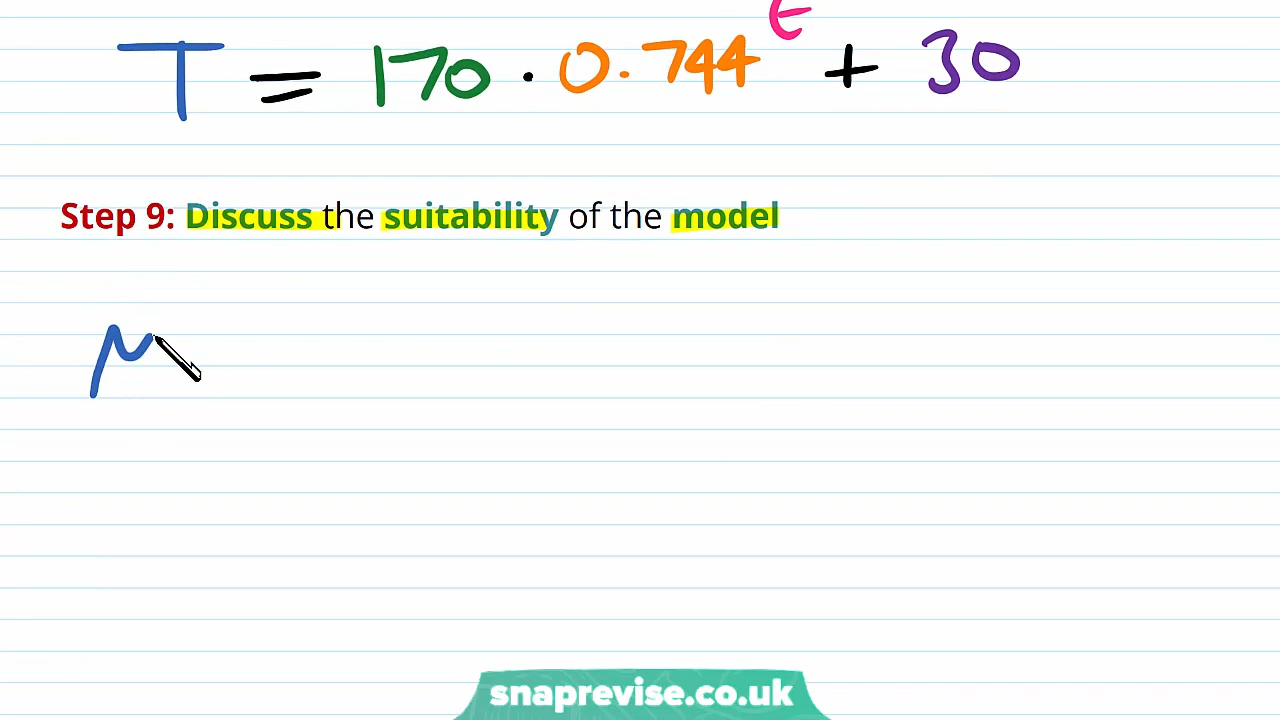 T = 170 · 0.744^t + 30
Step 9: Discuss the suitability of the model
snaprevise.co.uk